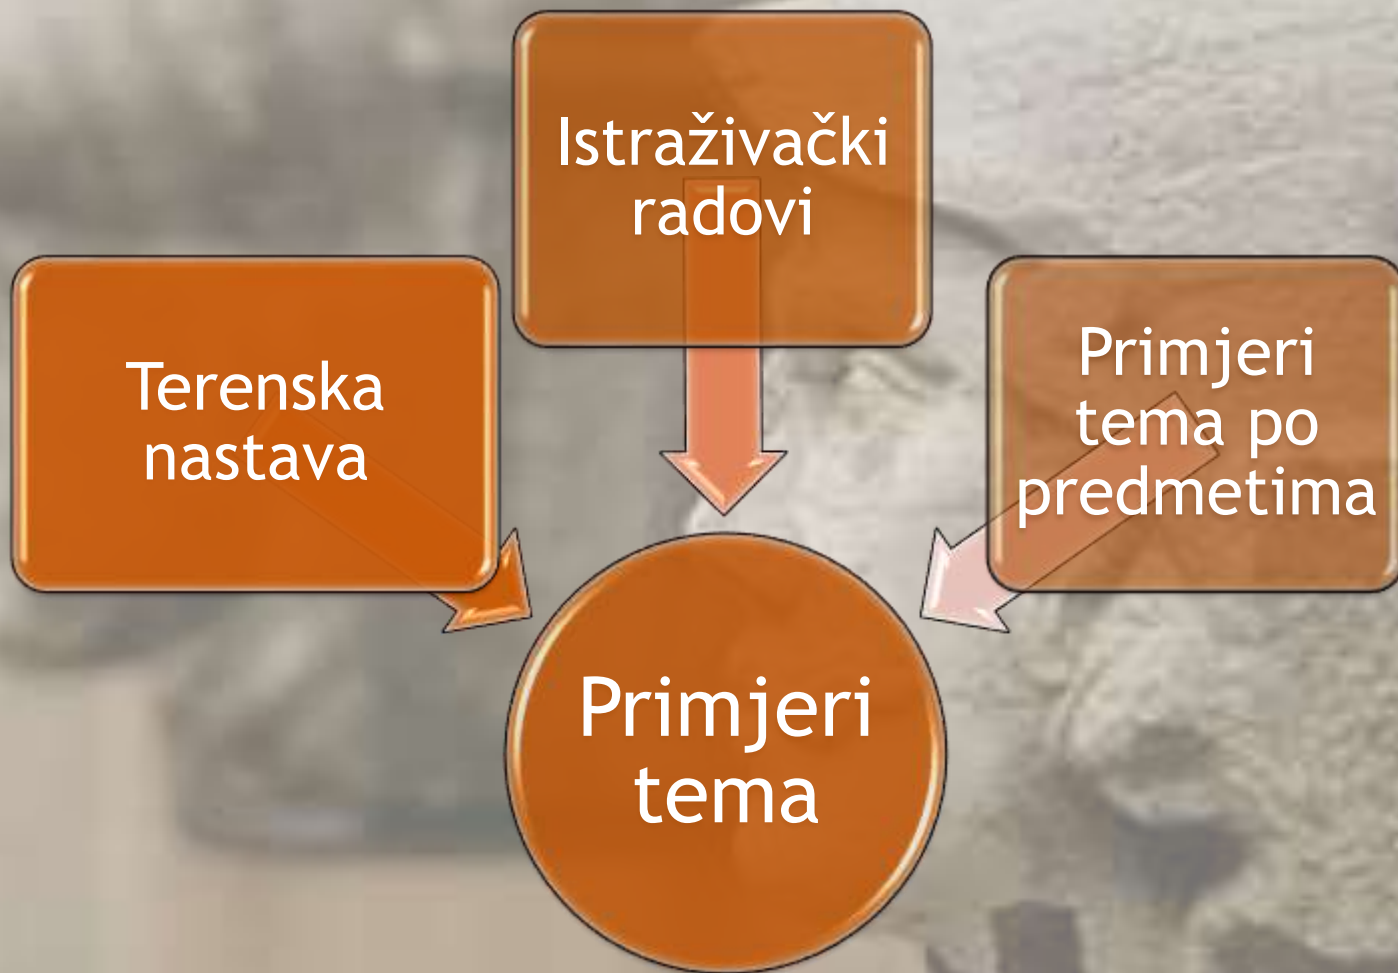 Istraživački
radovi
Terenska
nastava
Primjeri
tema po
predmetima
Primjeri
tema